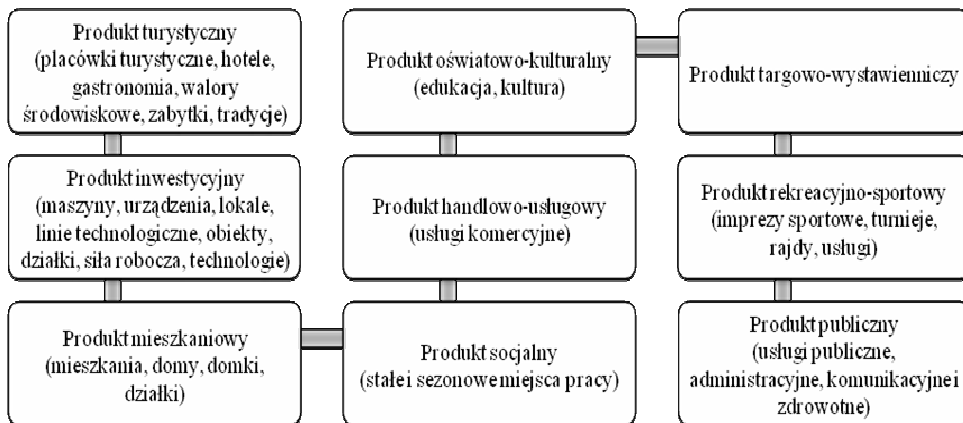 Produkt turystyczny
(placówki turystyczne, hotele,
gastronomia, walory
środowiskowe, zabytki, tradycje)
Produkt inwestycyjny
(maszyny, urządzenia, lokale,
linie technologiczne, obiekty,
działki, siła robocza, technologie)
Produkt mieszkaniowy
(mieszkania, domy, domki,
działki)
Produkt socjalny
(stałe i sezonowe miejsca pracy)
Produkt handlowo-usługowy
(usługi komercyjne)
Produkt oświatowo-kulturalny
(edukacja, kultura)
Produkt targowo-wystawienniczy
Produkt rekreacyjno-sportowy
(imprezy sportowe, turnieje,
rajdy, usługi)
Produkt publiczny
(usługi publiczne,
administracyjne, komunikacyjne i
zdrowotne)